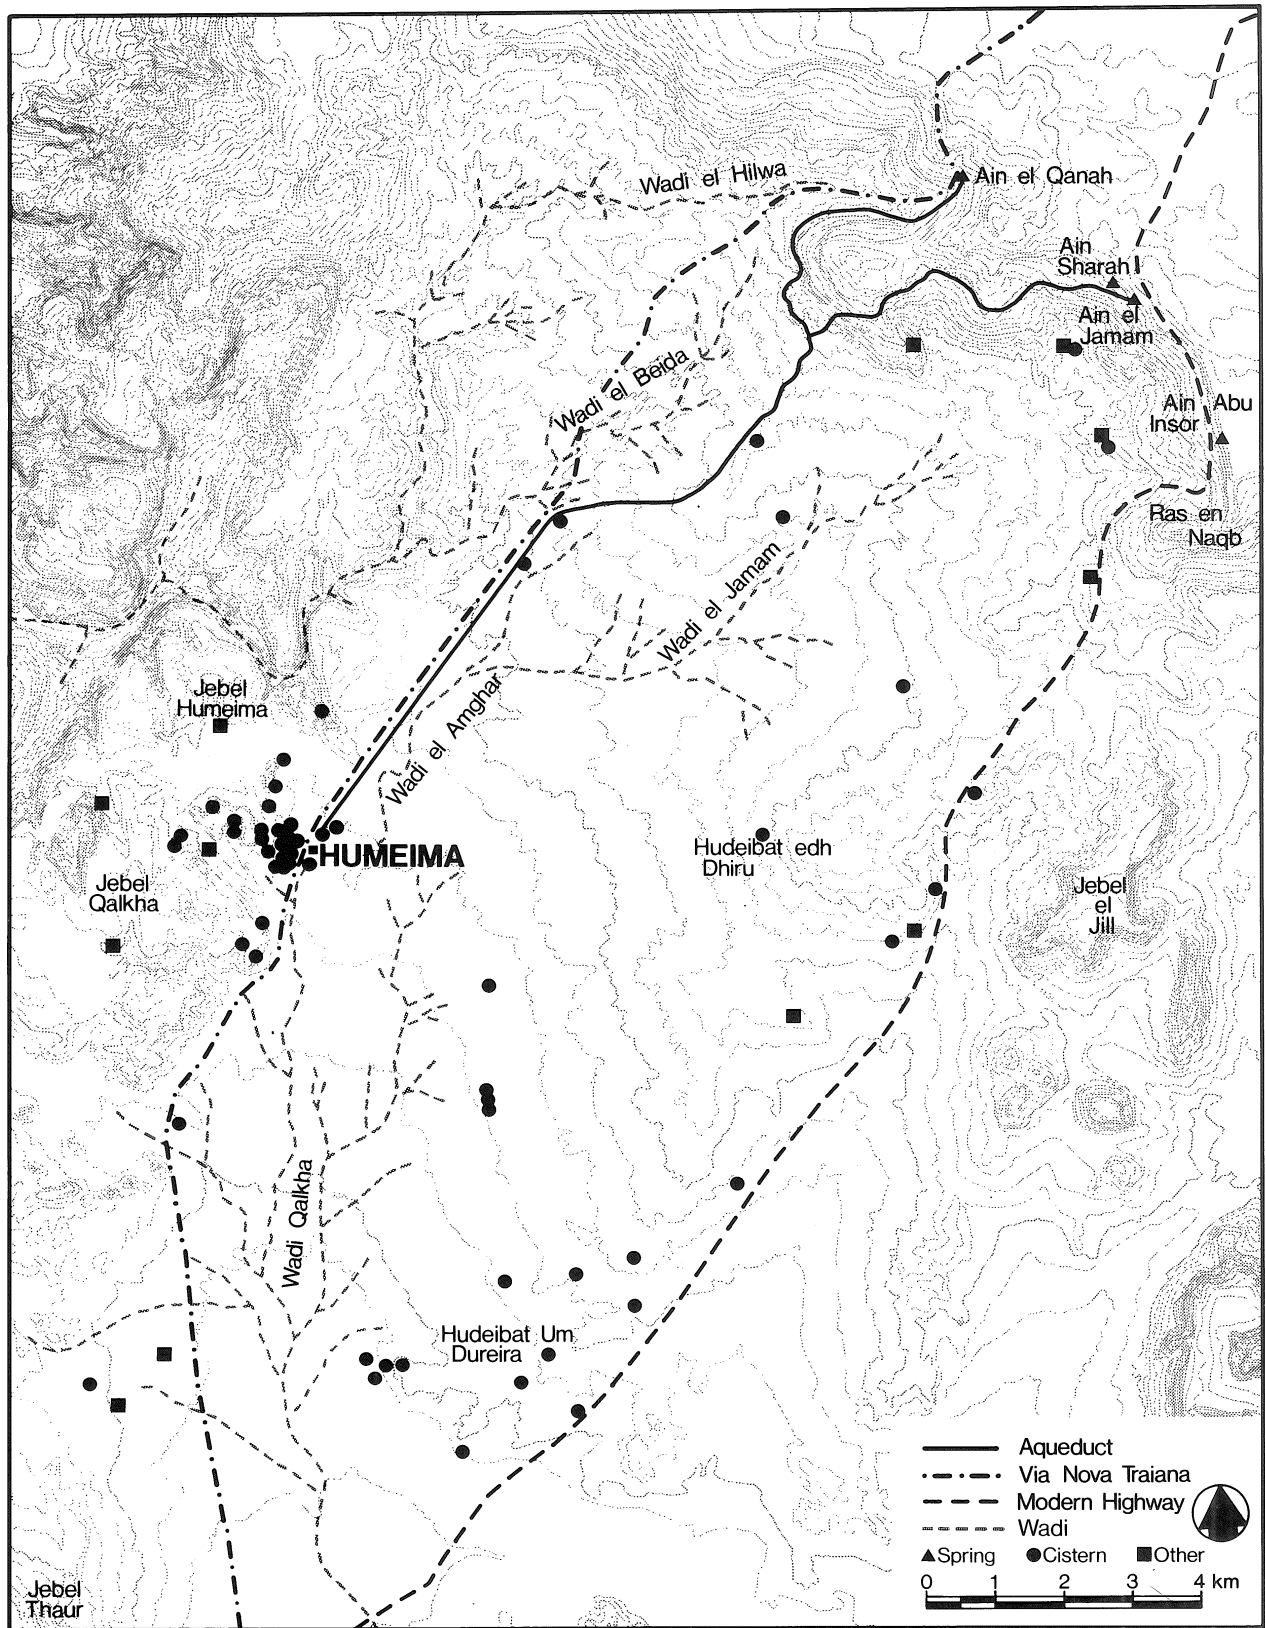 Wadi el Hilwa
Ain el Qanah
Ain
Sharah
Ain el
Jamam
Wadi el Beida
Ain Abu
Insor
Ras en
Naqb
Wadi el Jamam
Jebel
Humeima
Wadi el Amghar
HUMEIMA
Hudeibat edh
Dhiru
Jebel
Qalkha
Jebel
el
Jill
Wadi Qalkha
Hudeibat Um
Dureira
Jebel
Thaur
Aqueduct
Via Nova Traiana
Modern Highway
Wadi
Spring Cistern Other
0 1 2 3 4 km